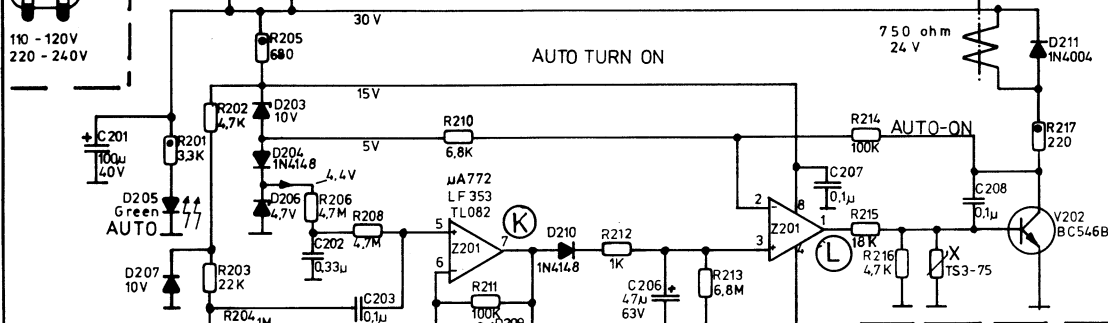 110 - 120V
220 - 240V
30 V
R205
680
AUTO TURN ON
750 ohm
24 V
D211
1N4004
15V
R202
4,7K
D203
10V
C201
100µ
40V
R201
3,3K
5V
R210
6,8K
R214
100K
AUTO-ON
R217
220
D204
1N4148
4,4V
D205
Green
AUTO
D206
4,7V
R206
4,7M
µA772
LF 353
TL082
K
C207
0,1µ
C208
0,1µ
V202
BC546B
R208
4,7M
C202
0,33µ
5
6
7
Z201
D210
1N4148
R212
1K
2
3
8
1
4
Z201
L
R215
18K
R216
4,7K
X
TS3-75
D207
10V
R203
22K
R211
100K
C206
47µ
63V
R213
6,8M
R204
1M
C203
0,1µ
D209